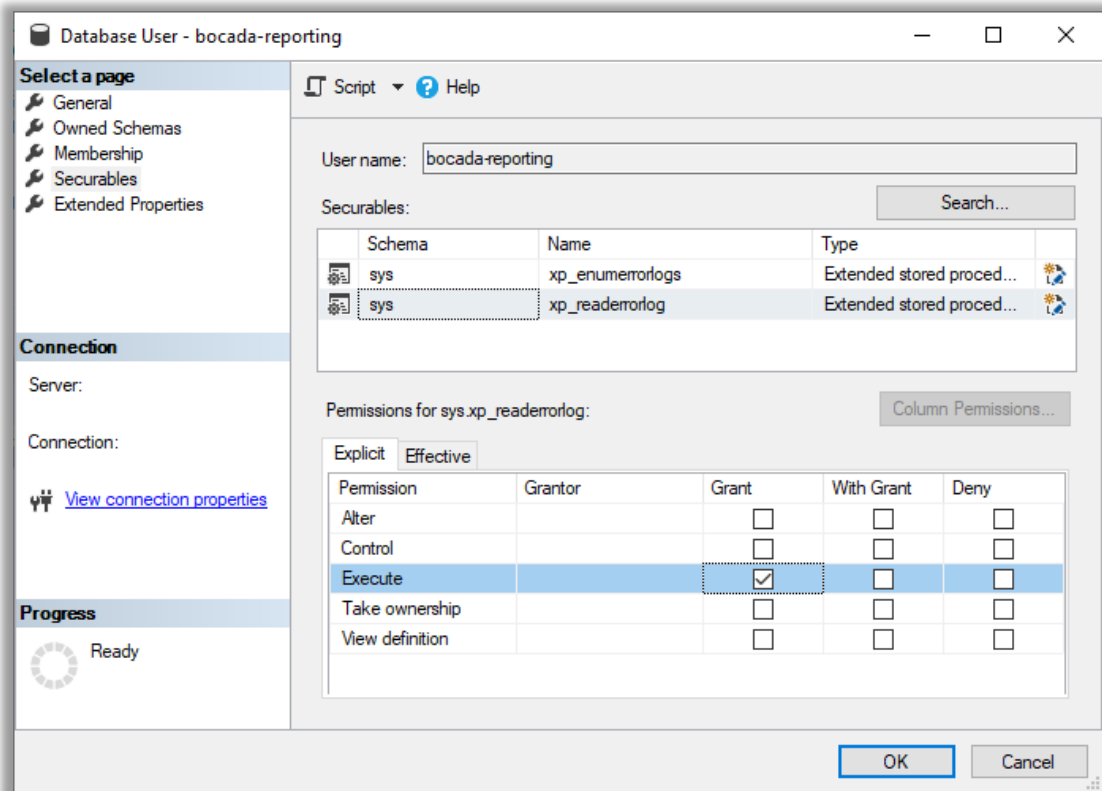 Database User - bocada-reporting
Select a page
General
Owned Schemas
Membership
Securables
Extended Properties
Connection
Server:
Connection:
View connection properties
Progress
Ready
Script
Help
User name:
bocada-reporting
Securables:
Search...
Schema Name Type
sys xp_enumerrorlogs Extended stored proced...
sys xp_readerrorlog Extended stored proced...
Permissions for sys.xp_readerrorlog:
Column Permissions...
Explicit Effective
Permission Grantor Grant With Grant Deny
Alter
Control
Execute
Take ownership
View definition
OK Cancel